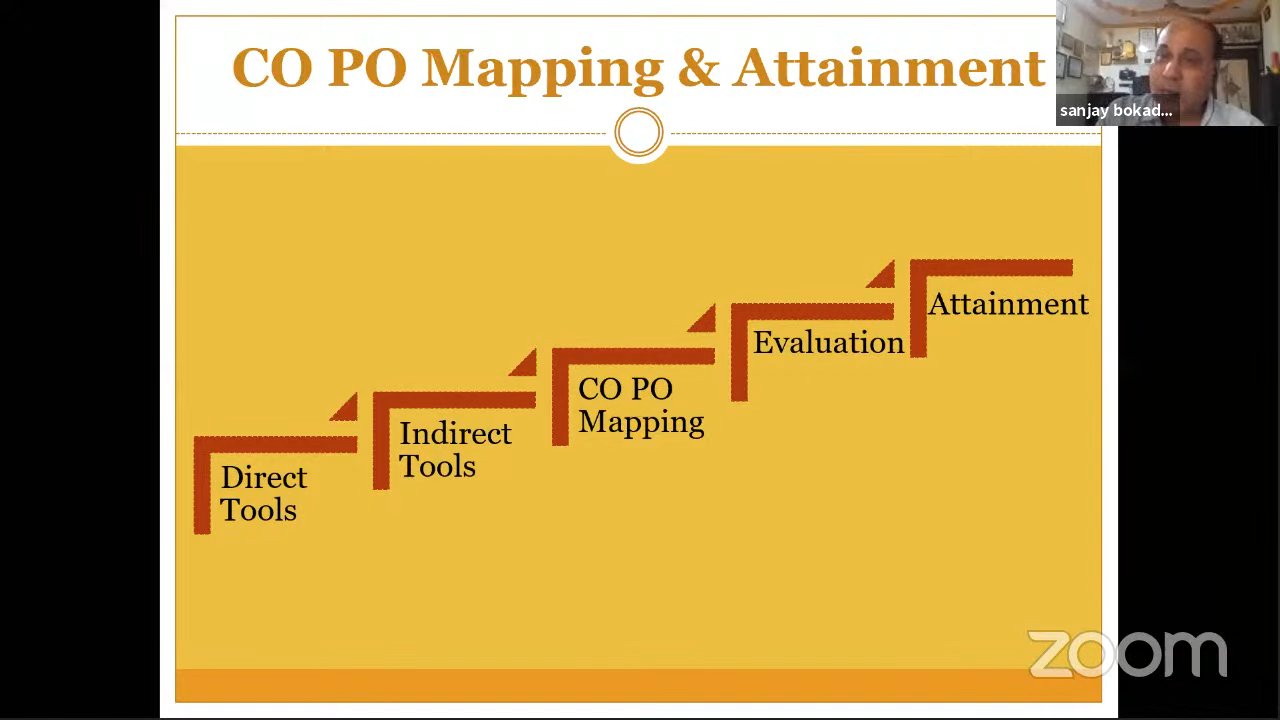 CO PO Mapping & Attainment
sanjay bokad...
Attainment
Evaluation
CO PO
Mapping
Indirect
Tools
Direct
Tools
zoom